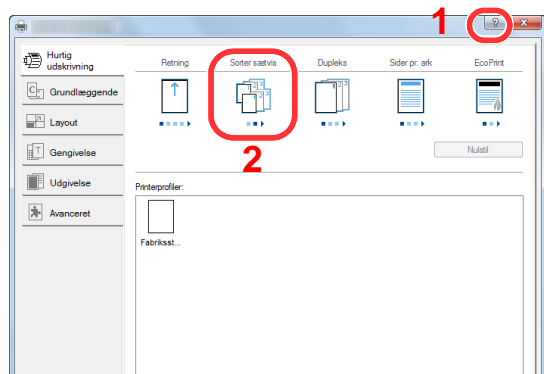 1
?
Hurtig
udskrivning
Grundlæggende
Layout
Gengivelse
Udgivelse
Avanceret
Retning
Sorter sætvis
Dupleks
Sider pr. ark
EcoPrint
2
Nulstil
Printerprofiler:
Fabriksst...